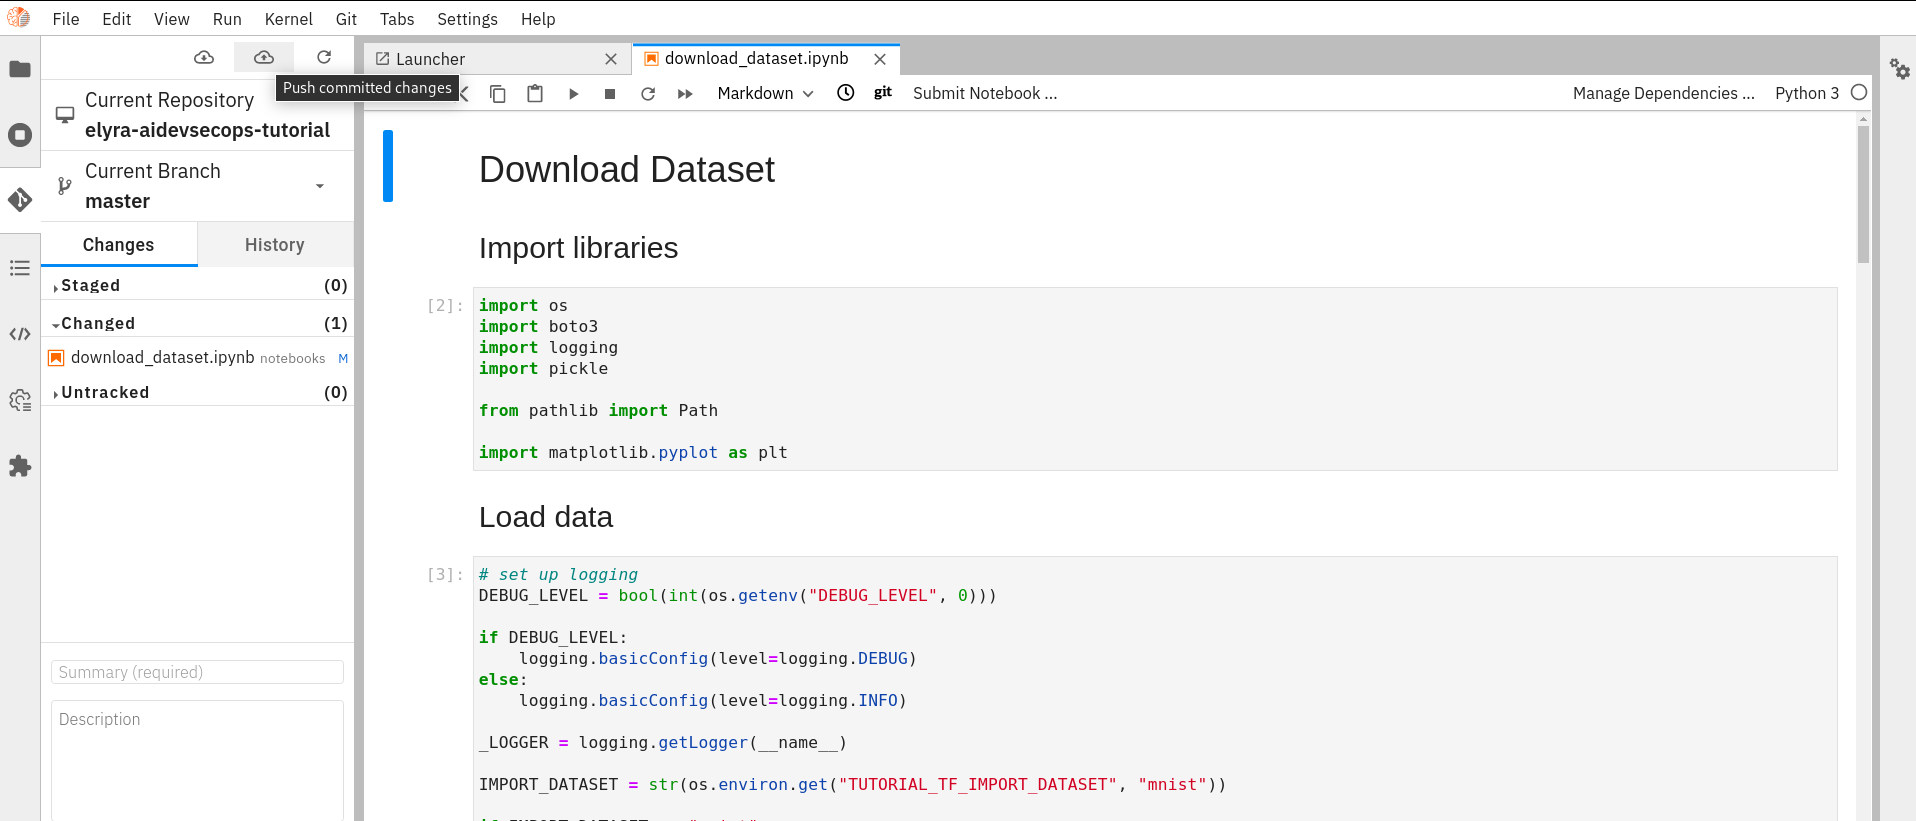 File Edit View Run Kernel Git Tabs Settings Help
Launcher
download_dataset.ipynb
Push committed changes
Markdown
git
Submit Notebook ...
Manage Dependencies ...
Python 3
Current Repository
elyra-aidevsecops-tutorial
Current Branch
master
Changes
History
Staged (0)
Changed (1)
download_dataset.ipynb notebooks M
Untracked (0)
Summary (required)
Description
Download Dataset
Import libraries
[2]:
import os
import boto3
import logging
import pickle
from pathlib import Path
import matplotlib.pyplot as plt
Load data
[3]:
# set up logging
DEBUG_LEVEL = bool(int(os.getenv("DEBUG_LEVEL", 0)))
if DEBUG_LEVEL:
    logging.basicConfig(level=logging.DEBUG)
else:
    logging.basicConfig(level=logging.INFO)
_LOGGER = logging.getLogger(__name__)
IMPORT_DATASET = str(os.environ.get("TUTORIAL_TF_IMPORT_DATASET", "mnist"))